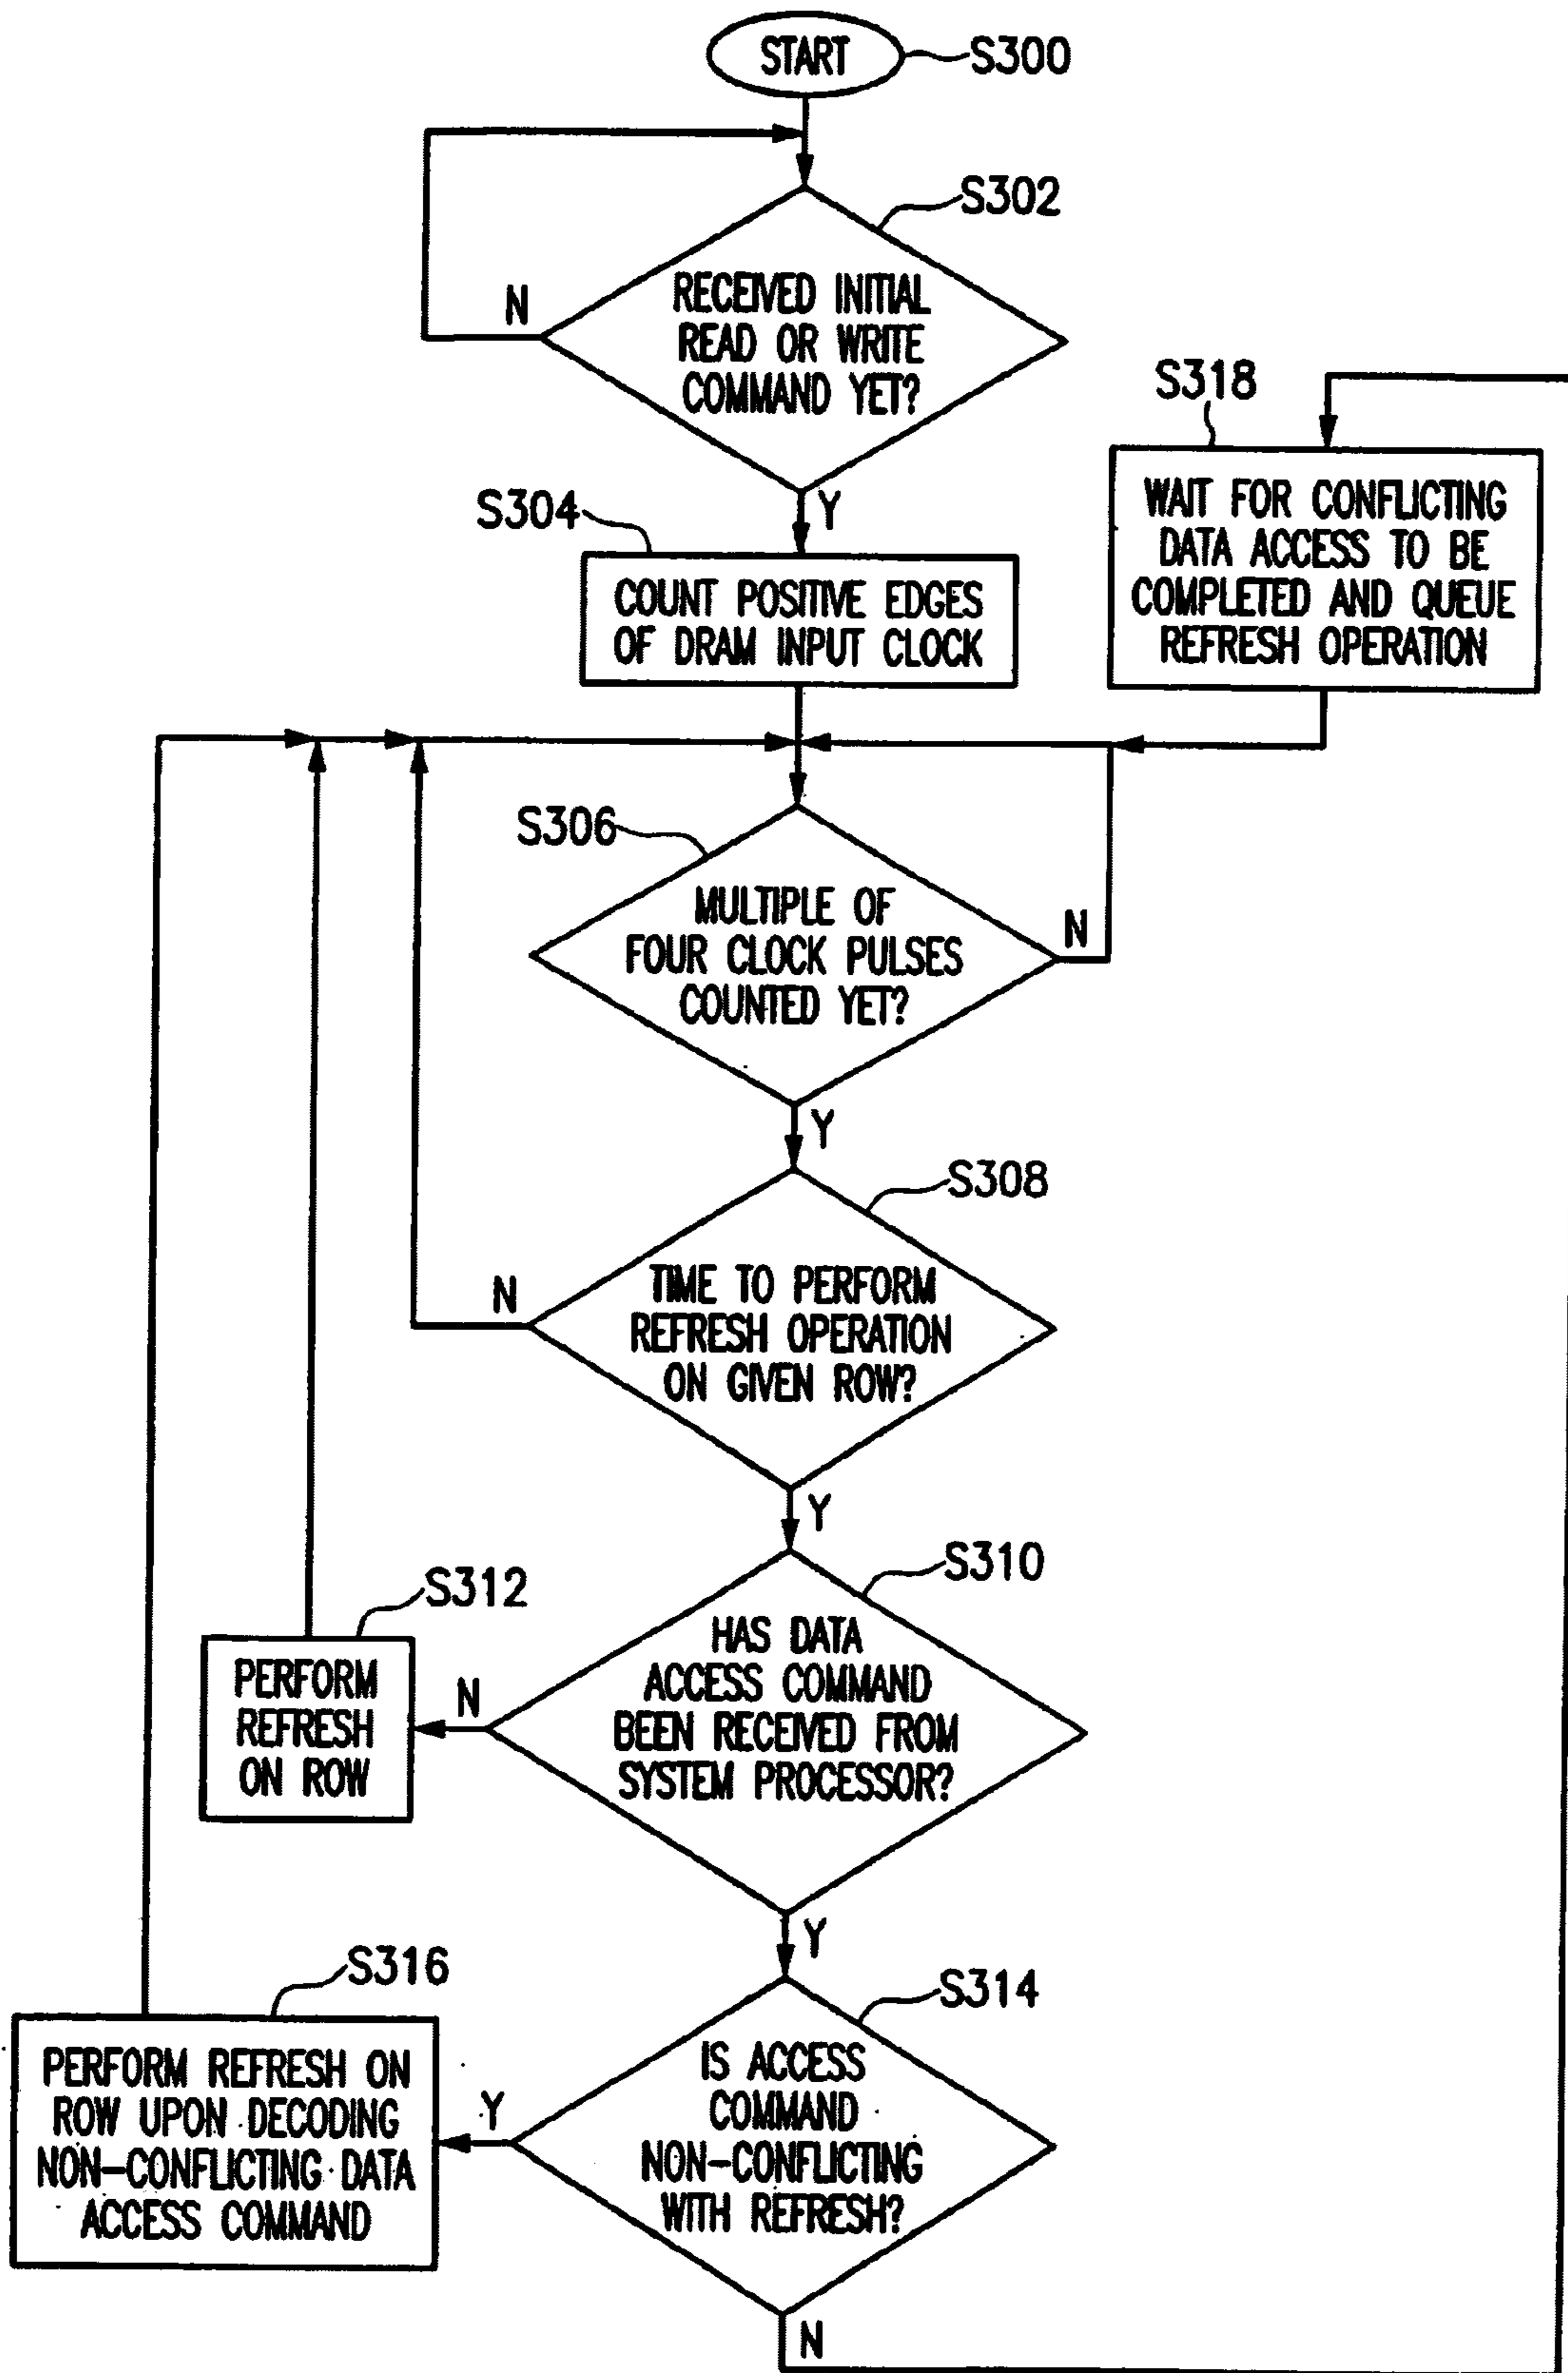 START
S300
S302
RECEIVED INITIAL
READ OR WRITE
COMMAND YET?
N
Y
S318
WAIT FOR CONFLICTING
DATA ACCESS TO BE
COMPLETED AND QUEUE
REFRESH OPERATION
S304
COUNT POSITIVE EDGES
OF DRAM INPUT CLOCK
S306
MULTIPLE OF
FOUR CLOCK PULSES
COUNTED YET?
N
Y
S308
TIME TO PERFORM
REFRESH OPERATION
ON GIVEN ROW?
N
Y
S310
HAS DATA
ACCESS COMMAND
BEEN RECEIVED FROM
SYSTEM PROCESSOR?
N
Y
S312
PERFORM
REFRESH
ON ROW
S314
IS ACCESS
COMMAND
NON-CONFLICTING
WITH REFRESH?
Y
N
S316
PERFORM REFRESH ON
ROW UPON DECODING
NON-CONFLICTING DATA
ACCESS COMMAND